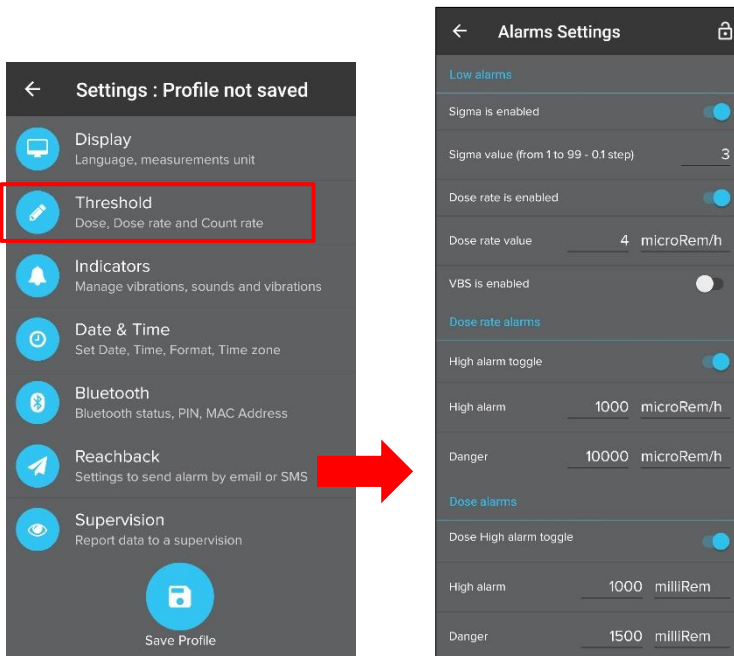 Settings : Profile not saved
Display
Language, measurements unit
Threshold
Dose, Dose rate and Count rate
Indicators
Manage vibrations, sounds and vibrations
Date & Time
Set Date, Time, Format, Time zone
Bluetooth
Bluetooth status, PIN, MAC Address
Reachback
Settings to send alarm by email or SMS
Supervision
Report data to a supervision
Save Profile
Alarms Settings
Low alarms
Sigma is enabled
Sigma value (from 1 to 99 - 0.1 step) 3
Dose rate is enabled
Dose rate value 4 microRem/h
VBS is enabled
Dose rate alarms
High alarm toggle
High alarm 1000 microRem/h
Danger 10000 microRem/h
Dose alarms
Dose High alarm toggle
High alarm 1000 milliRem
Danger 1500 milliRem